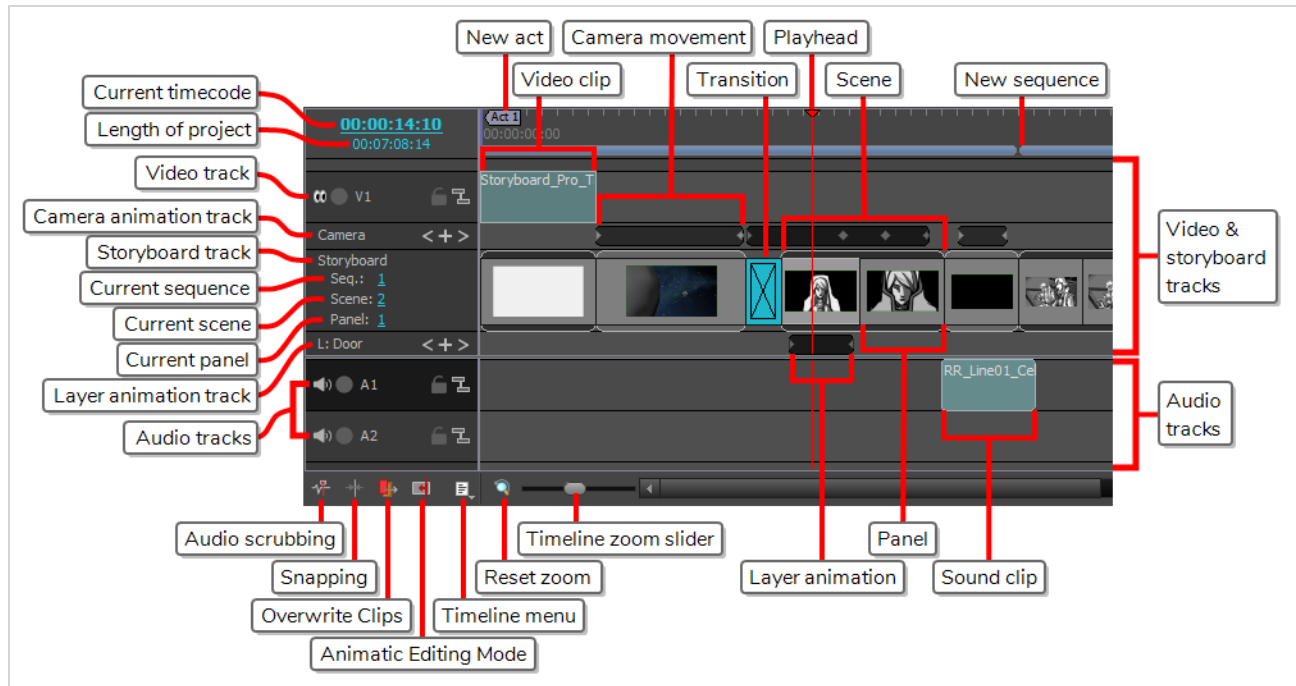 New act
Camera movement
Playhead
Video clip
Transition
Scene
New sequence
Current timecode
Length of project
Video track
Camera animation track
Storyboard track
Current sequence
Current scene
Current panel
Layer animation track
Audio tracks
00:00:14:10
00:07:08:14
Act 1
00:00:00:00
V1
Storyboard_Pro_T
Camera
Storyboard
Seq.: 1
Scene: 2
Panel: 1
L: Door
A1
RR_Line01_Ce
A2
Video &
storyboard
tracks
Audio
tracks
Audio scrubbing
Timeline zoom slider
Panel
Snapping
Reset zoom
Layer animation
Sound clip
Overwrite Clips
Timeline menu
Animatic Editing Mode